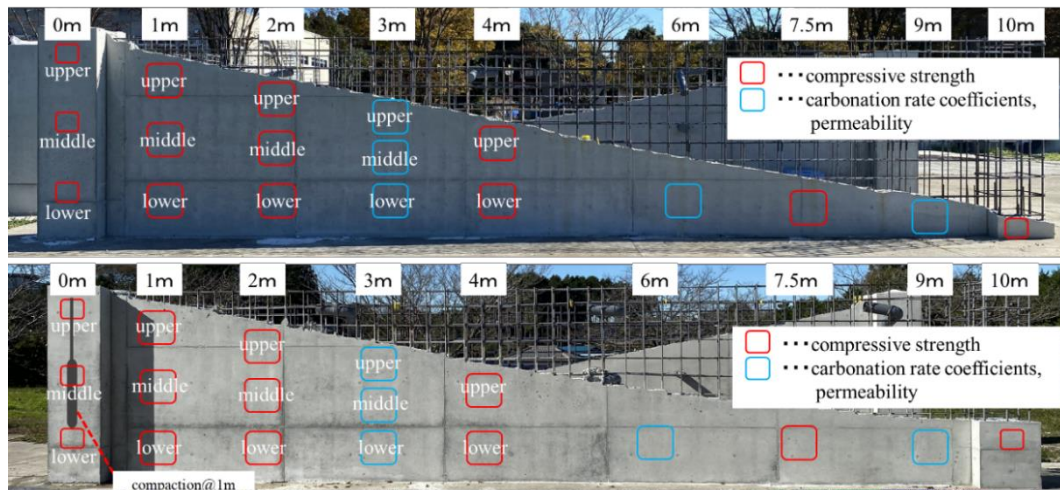 0m 1m 2m 3m 4m 6m 7.5m 9m 10m
upper
upper
upper
upper
upper
middle
middle
middle
middle
lower
lower
lower
lower
lower
･･･compressive strength
･･･carbonation rate coefficients,
permeability
0m 1m 2m 3m 4m 6m 7.5m 9m 10m
upper
upper
upper
upper
upper
middle
middle
middle
middle
lower
lower
lower
lower
lower
･･･compressive strength
･･･carbonation rate coefficients,
permeability
compaction@1m